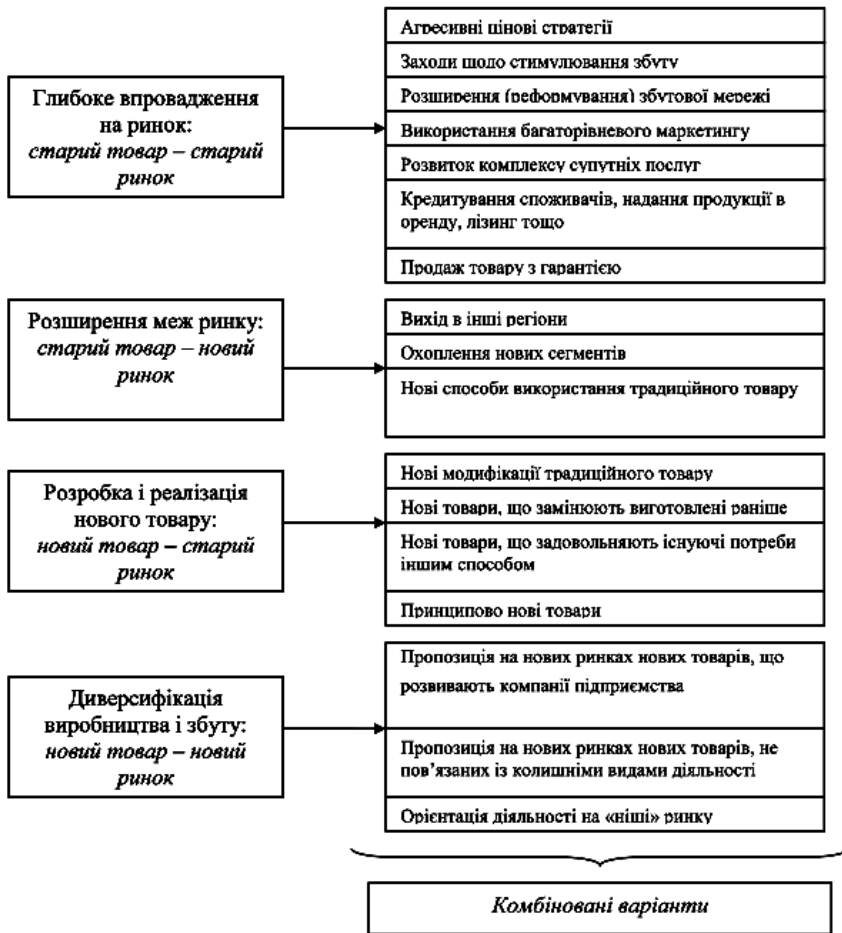 Глибоке впровадження
на ринок:
старий товар – старий
ринок
Агресивні цінові стратегії
Заходи щодо стимулювання збуту
Розширення (реформування) збутової мережі
Використання багаторівневого маркетингу
Розвиток комплексу супутніх послуг
Кредитування споживачів, надання продукції в
оренду, лізинг тощо
Продаж товару з гарантією
Розширення меж ринку:
старий товар – новий
ринок
Вихід в інші регіони
Охоплення нових сегментів
Нові способи використання традиційного товару
Розробка і реалізація
нового товару:
новий товар – старий
ринок
Нові модифікації традиційного товару
Нові товари, що замінюють виготовлені раніше
Нові товари, що задовольняють існуючі потреби
іншим способом
Принципово нові товари
Диверсифікація
виробництва і збуту:
новий товар – новий
ринок
Пропозиція на нових ринках нових товарів, що
розвивають компанії підприємства
Пропозиція на нових ринках нових товарів, не
пов’язаних із колишніми видами діяльності
Орієнтація діяльності на «ніші» ринку
Комбіновані варіанти